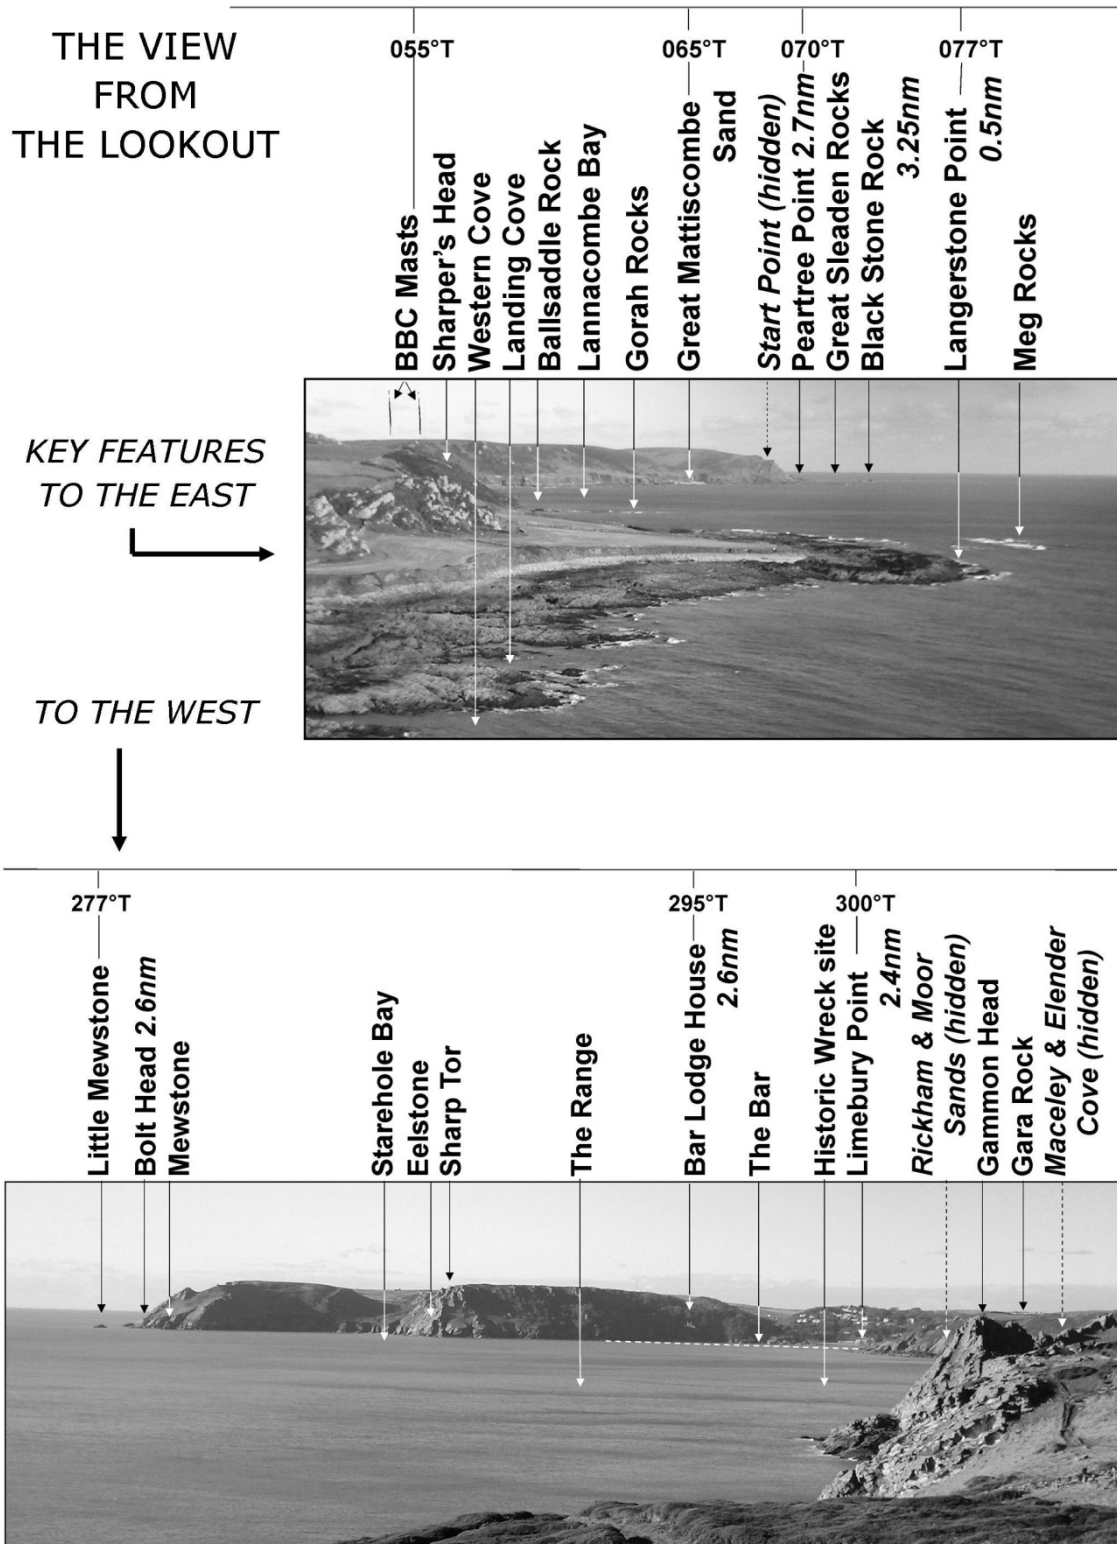 THE VIEW
FROM
THE LOOKOUT
055°T
065°T
070°T
077°T
BBC Masts
Sharper's Head
Western Cove
Landing Cove
Ballsaddle Rock
Lannacombe Bay
Gorah Rocks
Great Mattiscombe
Sand
Start Point (hidden)
Peartree Point 2.7nm
Great Sleaden Rocks
Black Stone Rock
3.25nm
Langerstone Point
0.5nm
Meg Rocks
KEY FEATURES
TO THE EAST
TO THE WEST
277°T
295°T
300°T
Little Mewstone
Bolt Head 2.6nm
Mewstone
Starehole Bay
Eelstone
Sharp Tor
The Range
Bar Lodge House
2.6nm
The Bar
Historic Wreck site
Limebury Point
2.4nm
Rickham & Moor
Sands (hidden)
Gammon Head
Gara Rock
Maceley & Elender
Cove (hidden)